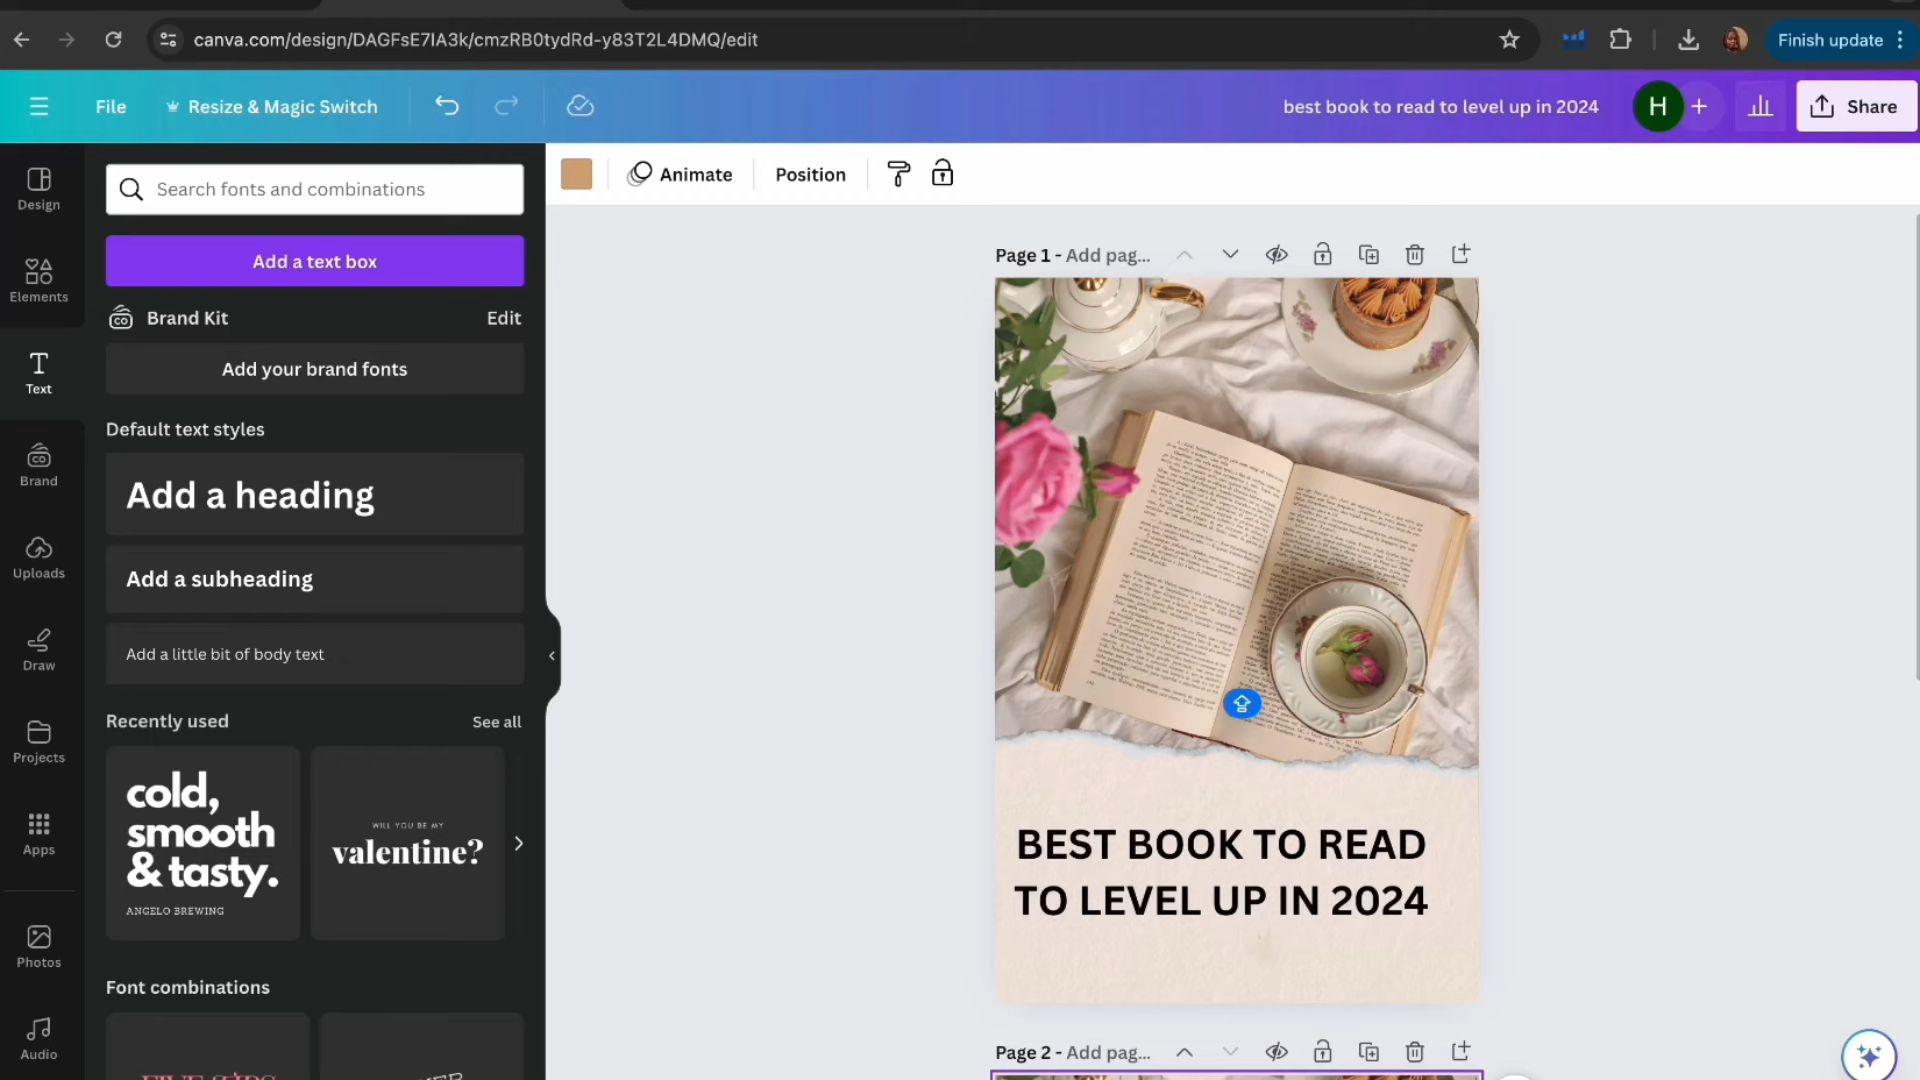 canva.com/design/DAGFsE7IA3k/cmzRB0tydRd-y83T2L4DMQ/edit
Finish update
File
Resize & Magic Switch
best book to read to level up in 2024
H
Share
Design
Elements
Text
Brand
Uploads
Draw
Projects
Apps
Photos
Audio
Search fonts and combinations
Add a text box
Brand Kit
Edit
Add your brand fonts
Default text styles
Add a heading
Add a subheading
Add a little bit of body text
Recently used
See all
cold,
smooth
& tasty.
ANGELO BREWING
WILL YOU BE MY
valentine?
Font combinations
Animate
Position
Page 1 - Add pag...
BEST BOOK TO READ
TO LEVEL UP IN 2024
Page 2 - Add pag...